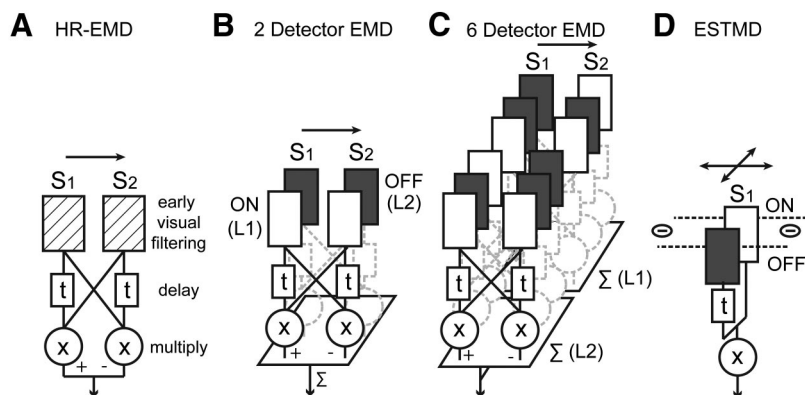 A HR-EMD
S1 S2
early
visual
filtering
t t
delay
x x
multiply
+ -
B 2 Detector EMD
S1 S2
ON
(L1)
OFF
(L2)
t t
x x
+ -
Σ
C 6 Detector EMD
S1 S2
t t
Σ (L1)
x x
+ -
Σ (L2)
D ESTMD
S1
ON
⊖ ⊖
OFF
t
x